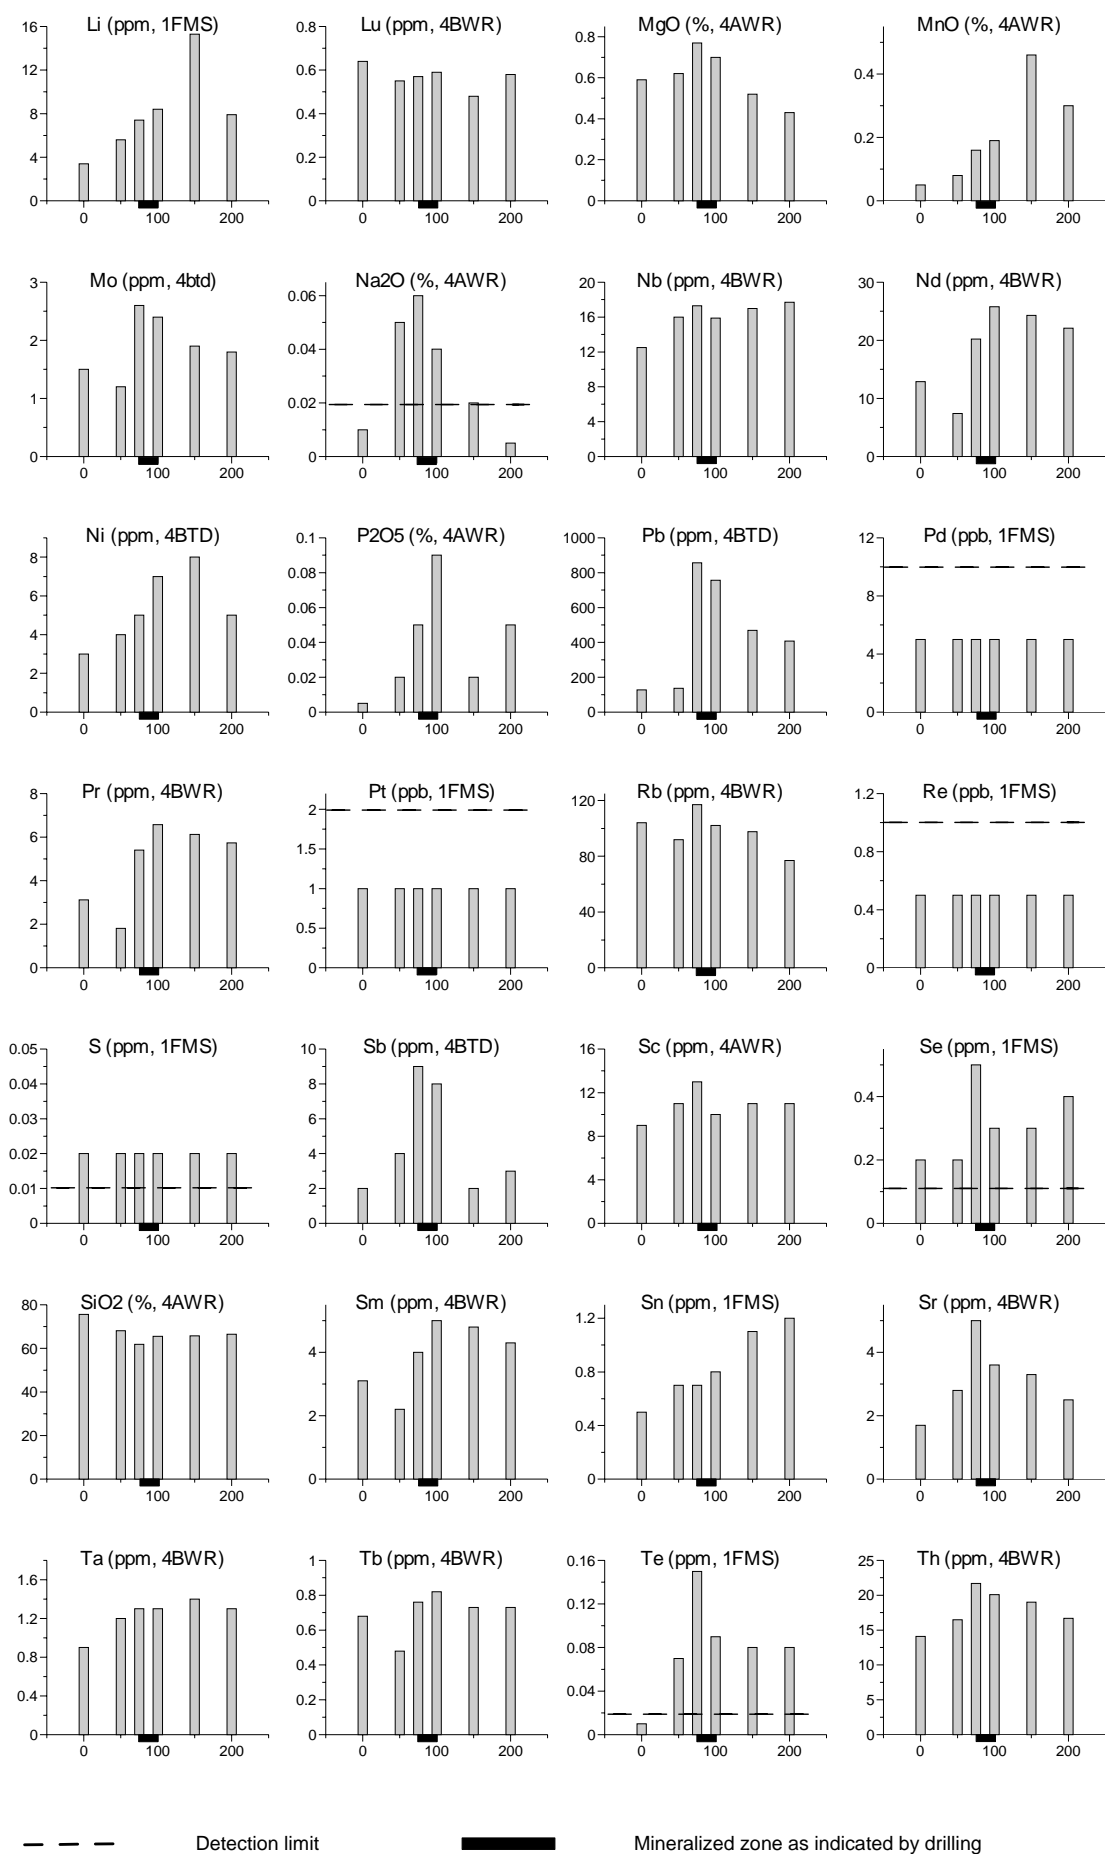 Li (ppm, 1FMS) Lu (ppm, 4BWR) MgO (%, 4AWR) MnO (%, 4AWR)
16 12 8 4 0 0.8 0.6 0.4 0.2 0 0.8 0.6 0.4 0.2 0 0.4 0.2 0
0 100 200 0 100 200 0 100 200 0 100 200
Mo (ppm, 4btd) Na2O (%, 4AWR) Nb (ppm, 4BWR) Nd (ppm, 4BWR)
3 2 1 0 0.06 0.04 0.02 0 20 16 12 8 4 0 30 20 10 0
0 100 200 0 100 200 0 100 200 0 100 200
Ni (ppm, 4BTD) P2O5 (%, 4AWR) Pb (ppm, 4BTD) Pd (ppb, 1FMS)
8 6 4 2 0 0.1 0.08 0.06 0.04 0.02 0 1000 800 600 400 200 0 12 8 4 0
0 100 200 0 100 200 0 100 200 0 100 200
Pr (ppm, 4BWR) Pt (ppb, 1FMS) Rb (ppm, 4BWR) Re (ppb, 1FMS)
8 6 4 2 0 2 1.5 1 0.5 0 120 80 40 0 1.2 0.8 0.4 0
0 100 200 0 100 200 0 100 200 0 100 200
S (ppm, 1FMS) Sb (ppm, 4BTD) Sc (ppm, 4AWR) Se (ppm, 1FMS)
0.05 0.04 0.03 0.02 0.01 0 10 8 6 4 2 0 16 12 8 4 0 0.4 0.2 0
0 100 200 0 100 200 0 100 200 0 100 200
SiO2 (%, 4AWR) Sm (ppm, 4BWR) Sn (ppm, 1FMS) Sr (ppm, 4BWR)
80 60 40 20 0 4 2 0 1.2 0.8 0.4 0 4 2 0
0 100 200 0 100 200 0 100 200 0 100 200
Ta (ppm, 4BWR) Tb (ppm, 4BWR) Te (ppm, 1FMS) Th (ppm, 4BWR)
1.6 1.2 0.8 0.4 0 1 0.8 0.6 0.4 0.2 0 0.16 0.12 0.08 0.04 0 25 20 15 10 5 0
0 100 200 0 100 200 0 100 200 0 100 200
Detection limit Mineralized zone as indicated by drilling